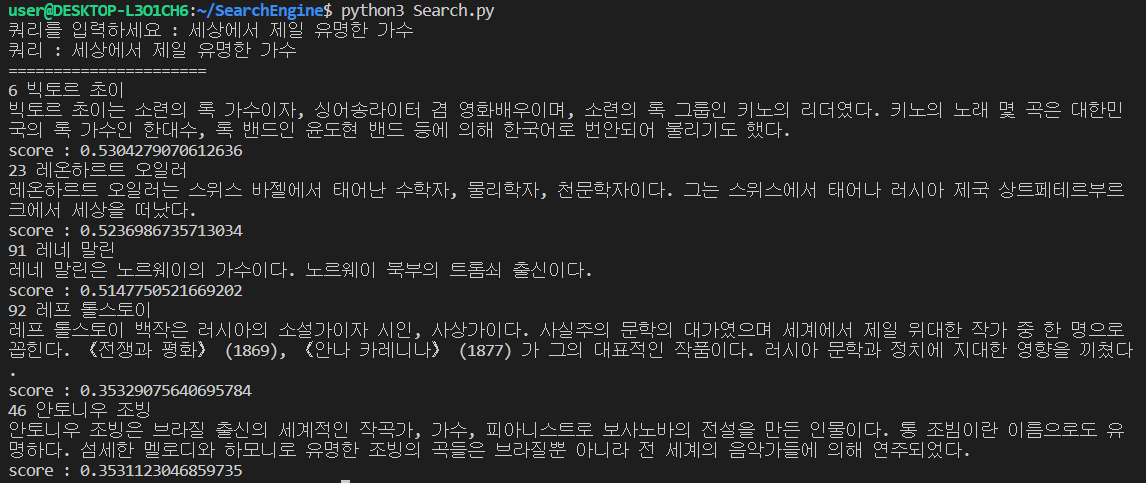 user@DESKTOP-L3O1CH6:~/SearchEngine$ python3 Search.py
쿼리를 입력하세요 : 세상에서 제일 유명한 가수
쿼리 : 세상에서 제일 유명한 가수
======================
6 빅토르 초이
빅토르 초이는 소련의 록 가수이자, 싱어송라이터 겸 영화배우이며, 소련의 록 그룹인 키노의 리더였다. 키노의 노래 몇 곡은 대한민
국의 록 가수인 한대수, 록 밴드인 윤도현 밴드 등에 의해 한국어로 번안되어 불리기도 했다.
score : 0.5304279070612636
23 레온하르트 오일러
레온하르트 오일러는 스위스 바젤에서 태어난 수학자, 물리학자, 천문학자이다. 그는 스위스에서 태어나 러시아 제국 상트페테르부르
크에서 세상을 떠났다.
score : 0.5236986735713034
91 레네 말린
레네 말린은 노르웨이의 가수이다. 노르웨이 북부의 트롬쇠 출신이다.
score : 0.5147750521669202
92 레프 톨스토이
레프 톨스토이 백작은 러시아의 소설가이자 시인, 사상가이다. 사실주의 문학의 대가였으며 세계에서 제일 위대한 작가 중 한 명으로
꼽힌다. 《전쟁과 평화》 (1869), 《안나 카레니나》 (1877) 가 그의 대표적인 작품이다. 러시아 문학과 정치에 지대한 영향을 끼쳤다
.
score : 0.35329075640695784
46 안토니우 조빙
안토니우 조빙은 브라질 출신의 세계적인 작곡가, 가수, 피아니스트로 보사노바의 전설을 만든 인물이다. 통 조빔이란 이름으로도 유
명하다. 섬세한 멜로디와 하모니로 유명한 조빙의 곡들은 브라질뿐 아니라 전 세계의 음악가들에 의해 연주되었다.
score : 0.3531123046859735